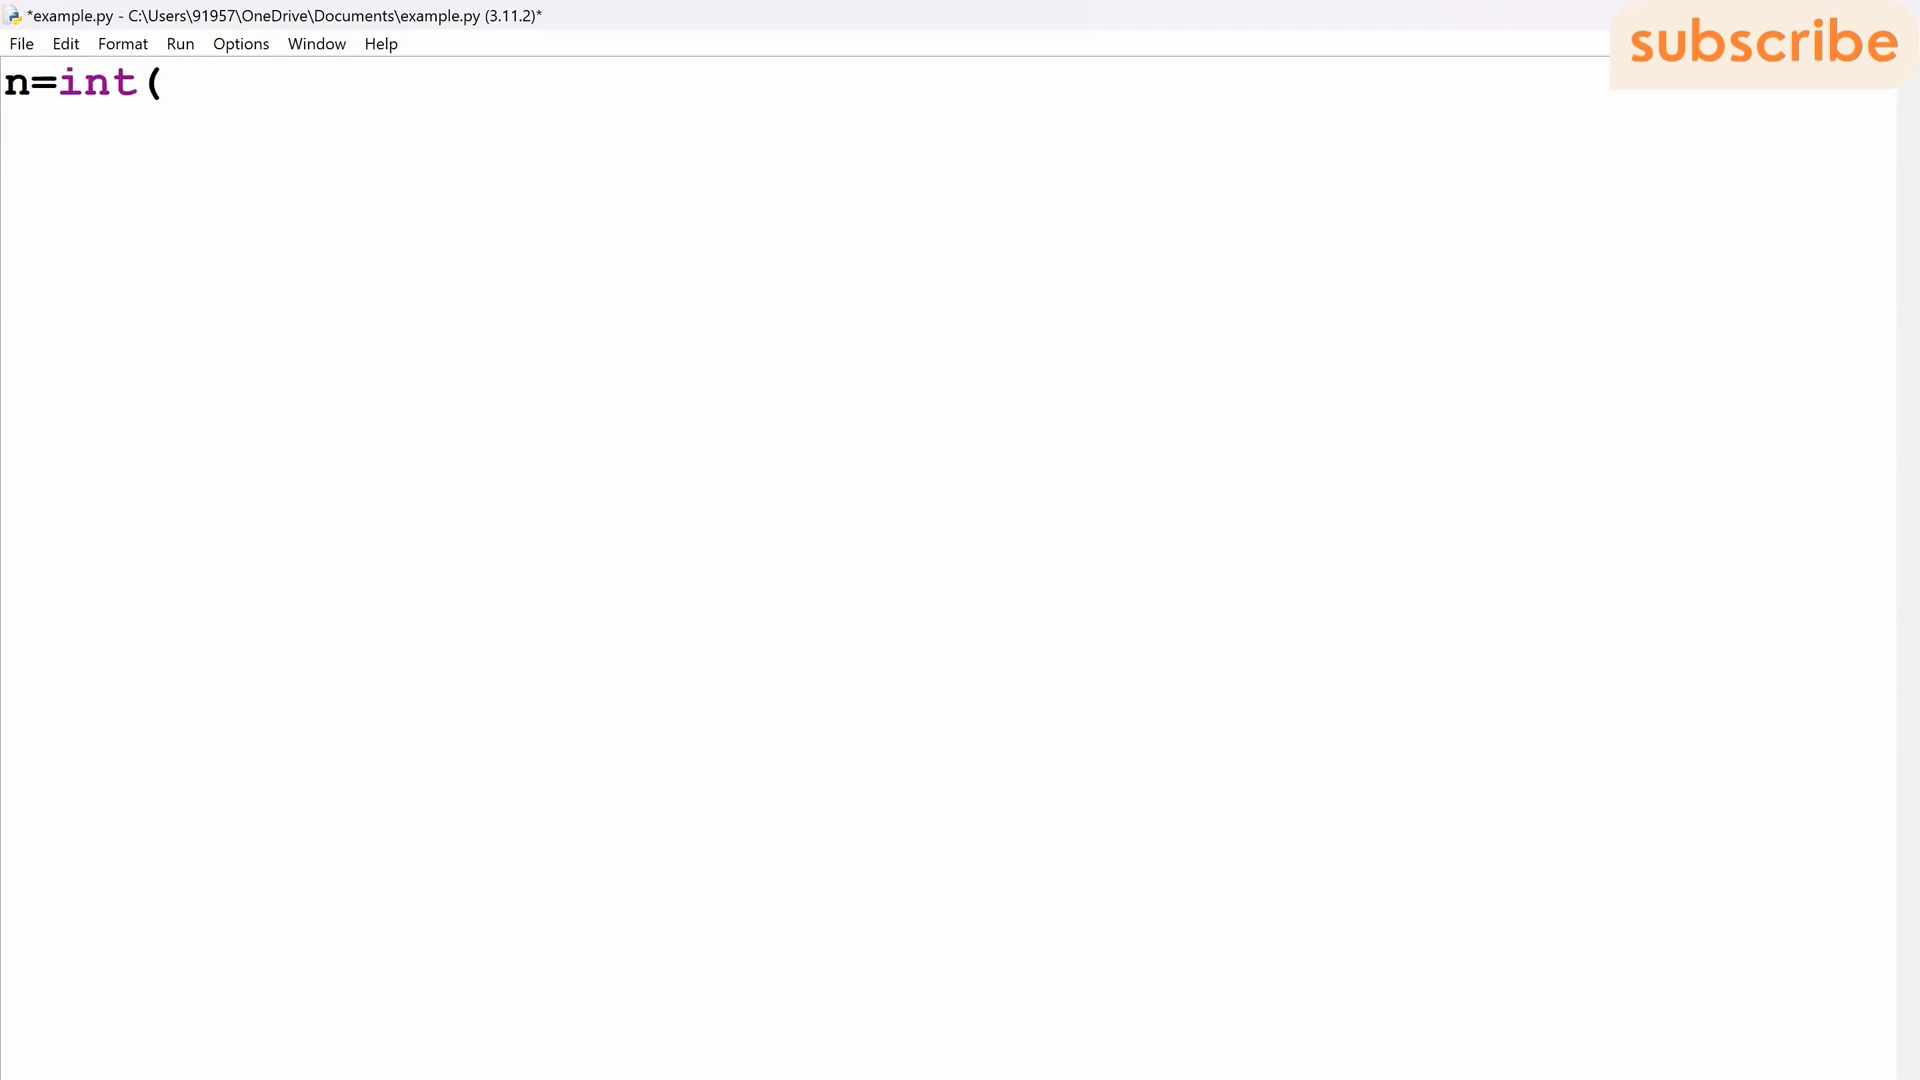 *example.py - C:\Users\91957\OneDrive\Documents\example.py (3.11.2)*
File Edit Format Run Options Window Help
subscribe
n=int(